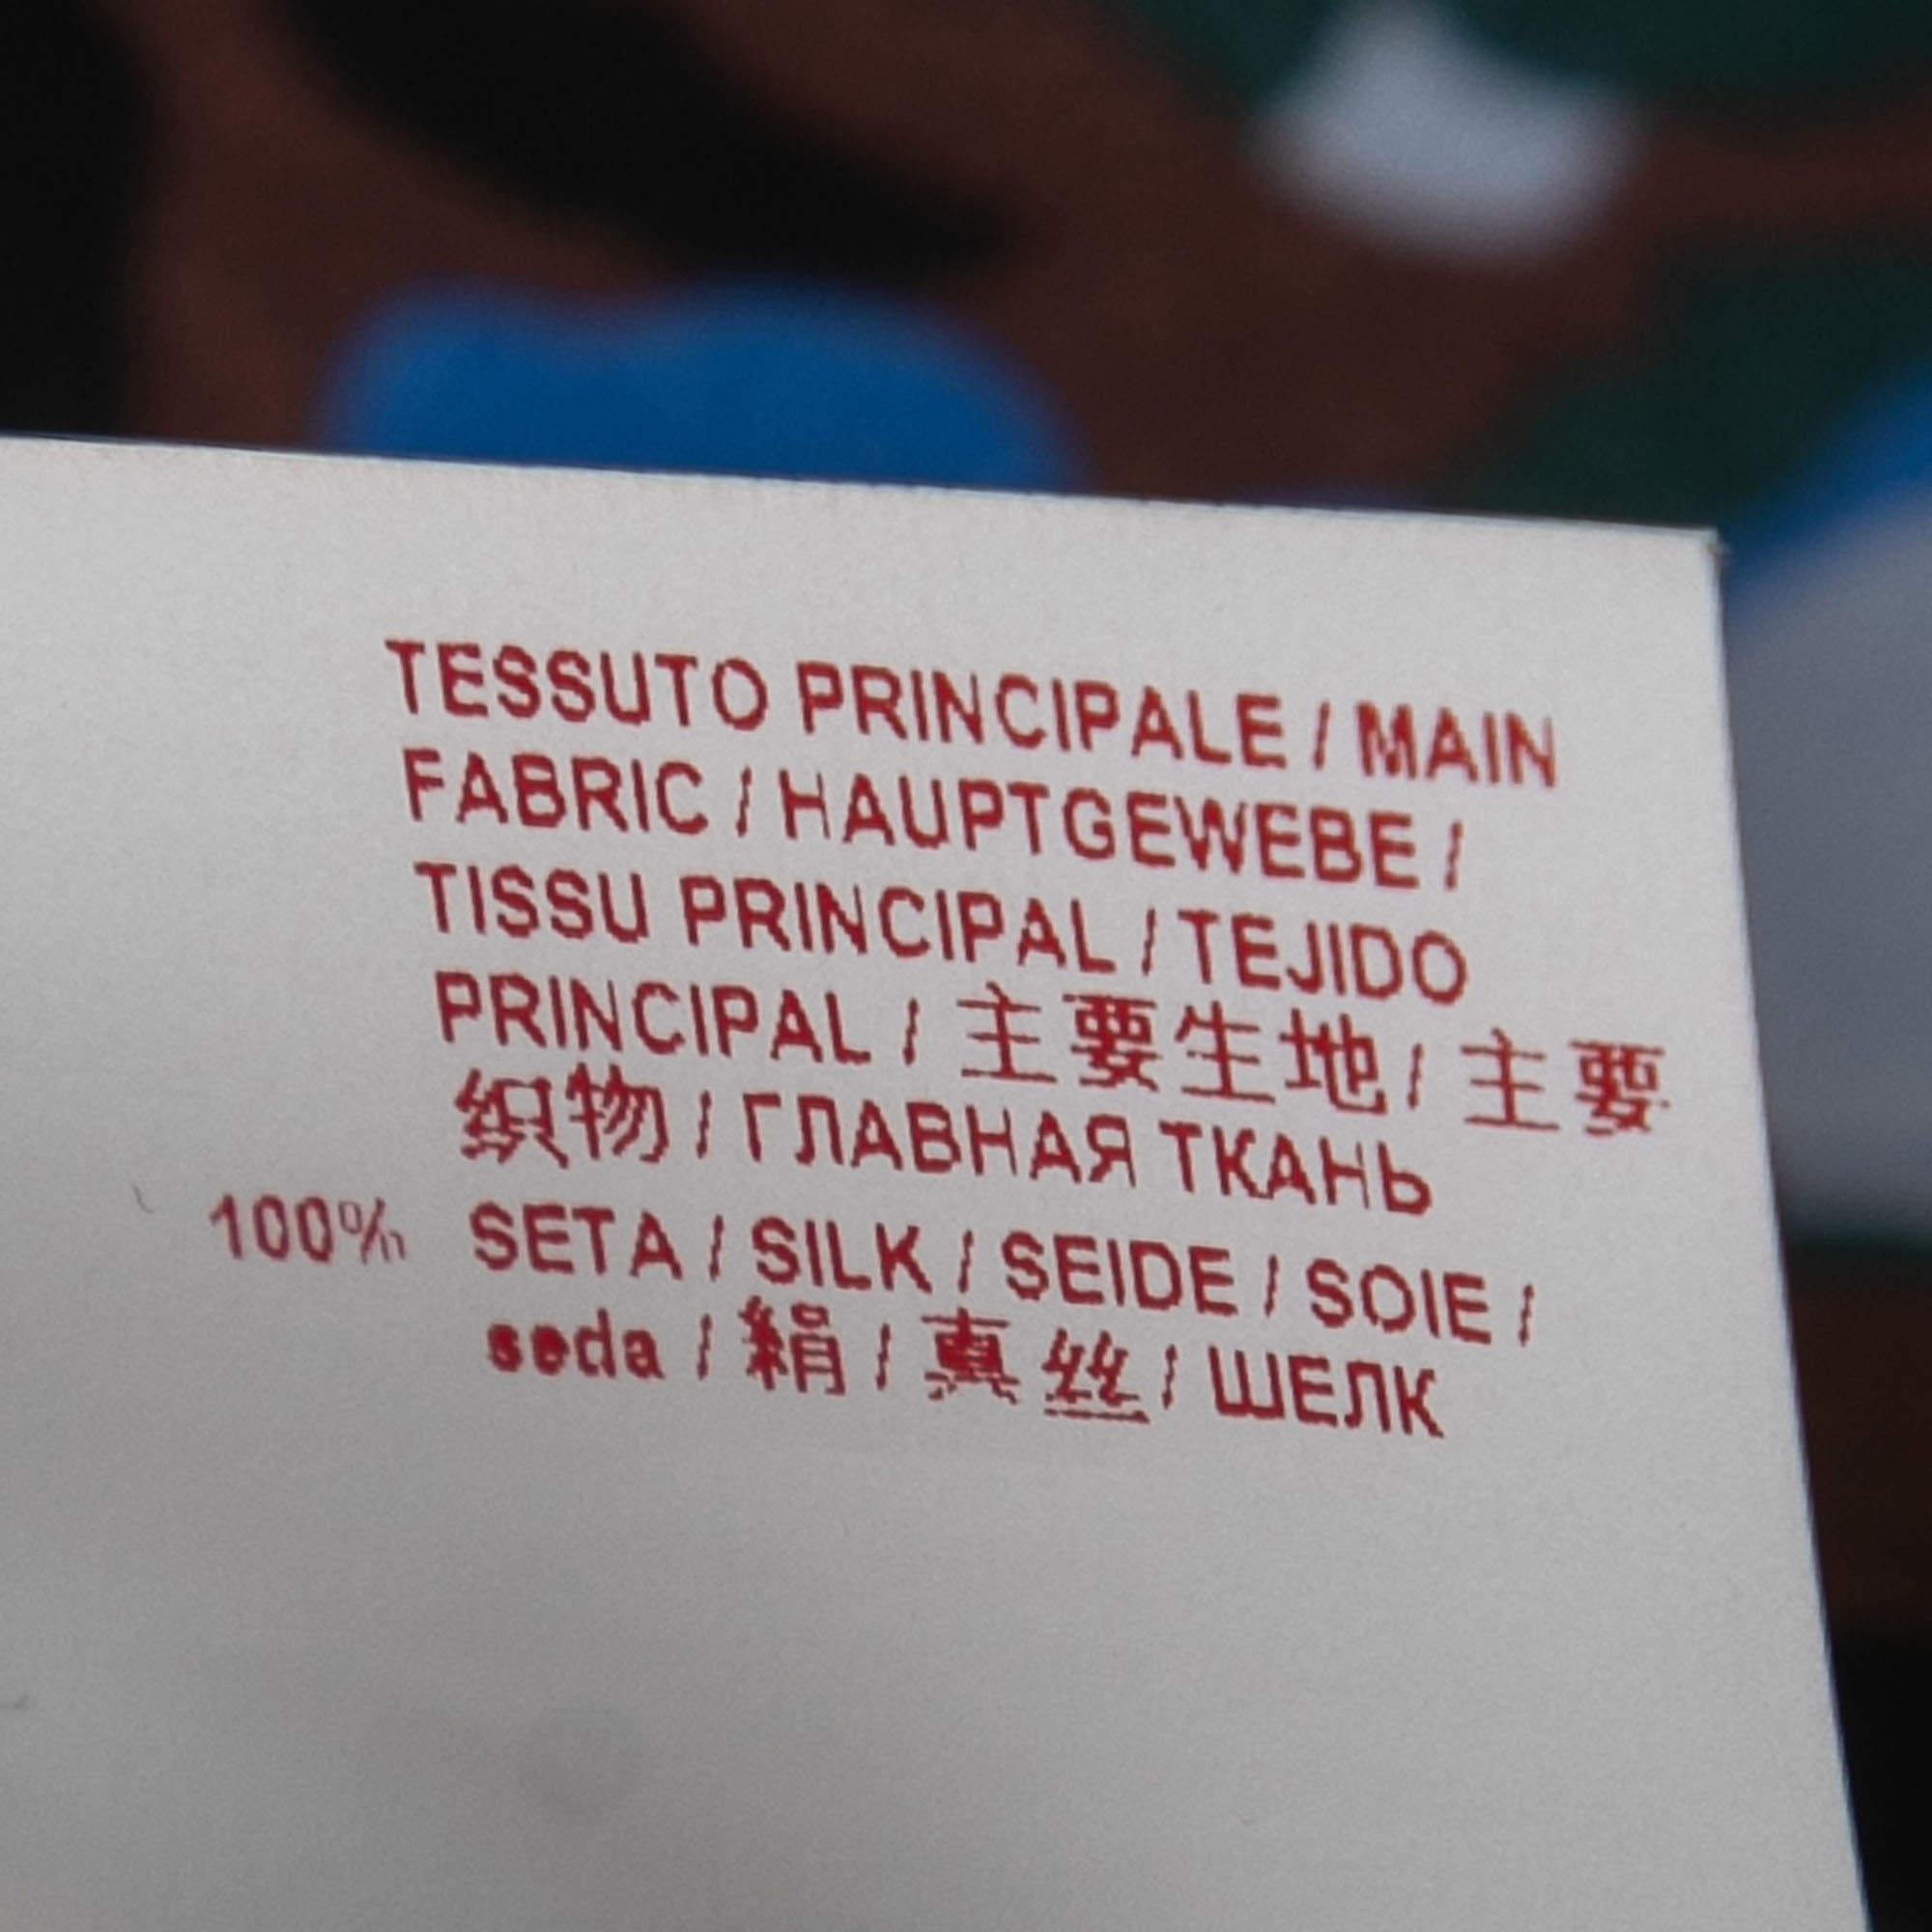 TESSUTO PRINCIPALE / MAIN
FABRIC / HAUPTGEWEBE /
TISSU PRINCIPAL / TEJIDO
PRINCIPAL / 主要生地 / 主要
织物 / ГЛАВНАЯ ТКАНЬ
100% SETA / SILK / SEIDE / SOIE /
seda / 絹 / 真丝 / ШЕЛК